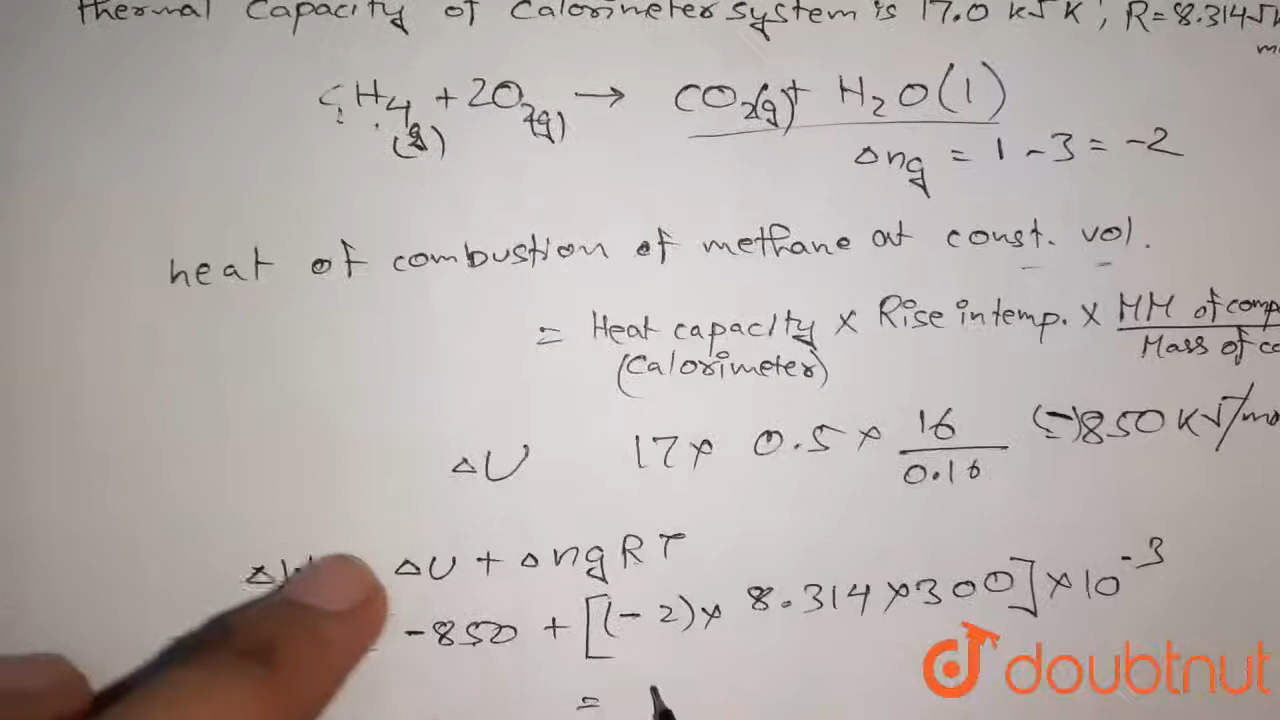 thermal Capacity of Calorimeter system is 17.0 kJ K⁻; R=8.314 J
CH₄(g) + 2O₂(g) → CO₂(g) + H₂O(l)
Δng = 1 - 3 = -2
heat of combustion of methane at const. vol.
= Heat capacity × Rise in temp. × MM of comp
(Calorimeter) Mass of co
ΔU 17 × 0.5 × 16/0.16 (=)-850 kJ/mo
ΔU + ΔngRT
-850 + [(-2) × 8.314 × 300] × 10⁻³
=
doubtnut